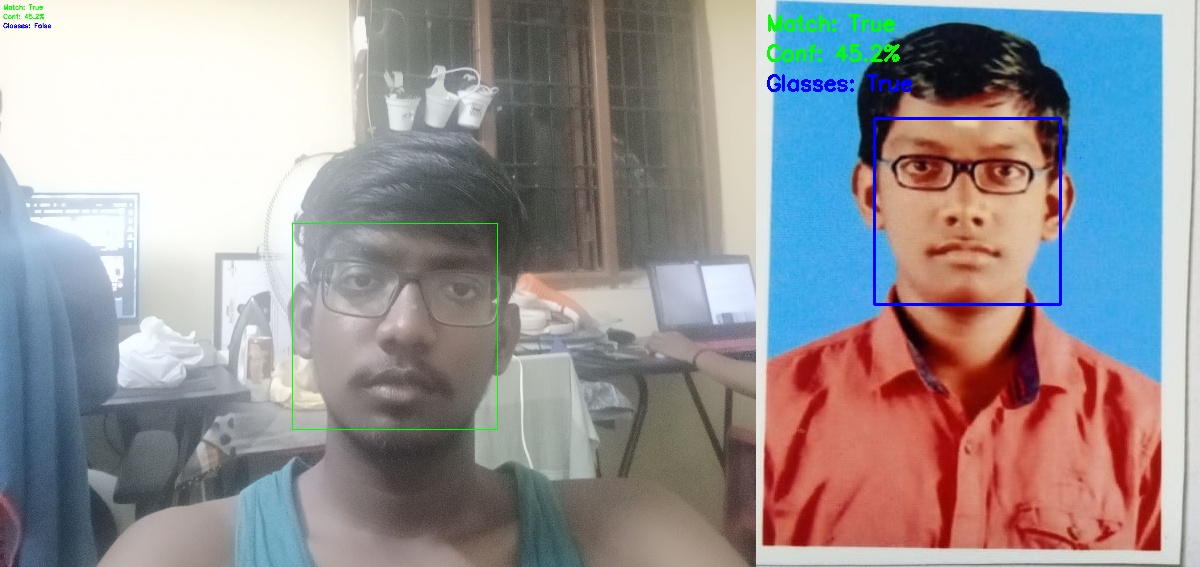 Match: True
Conf: 45.2%
Glasses: False
Match: True
Conf: 45.2%
Glasses: True